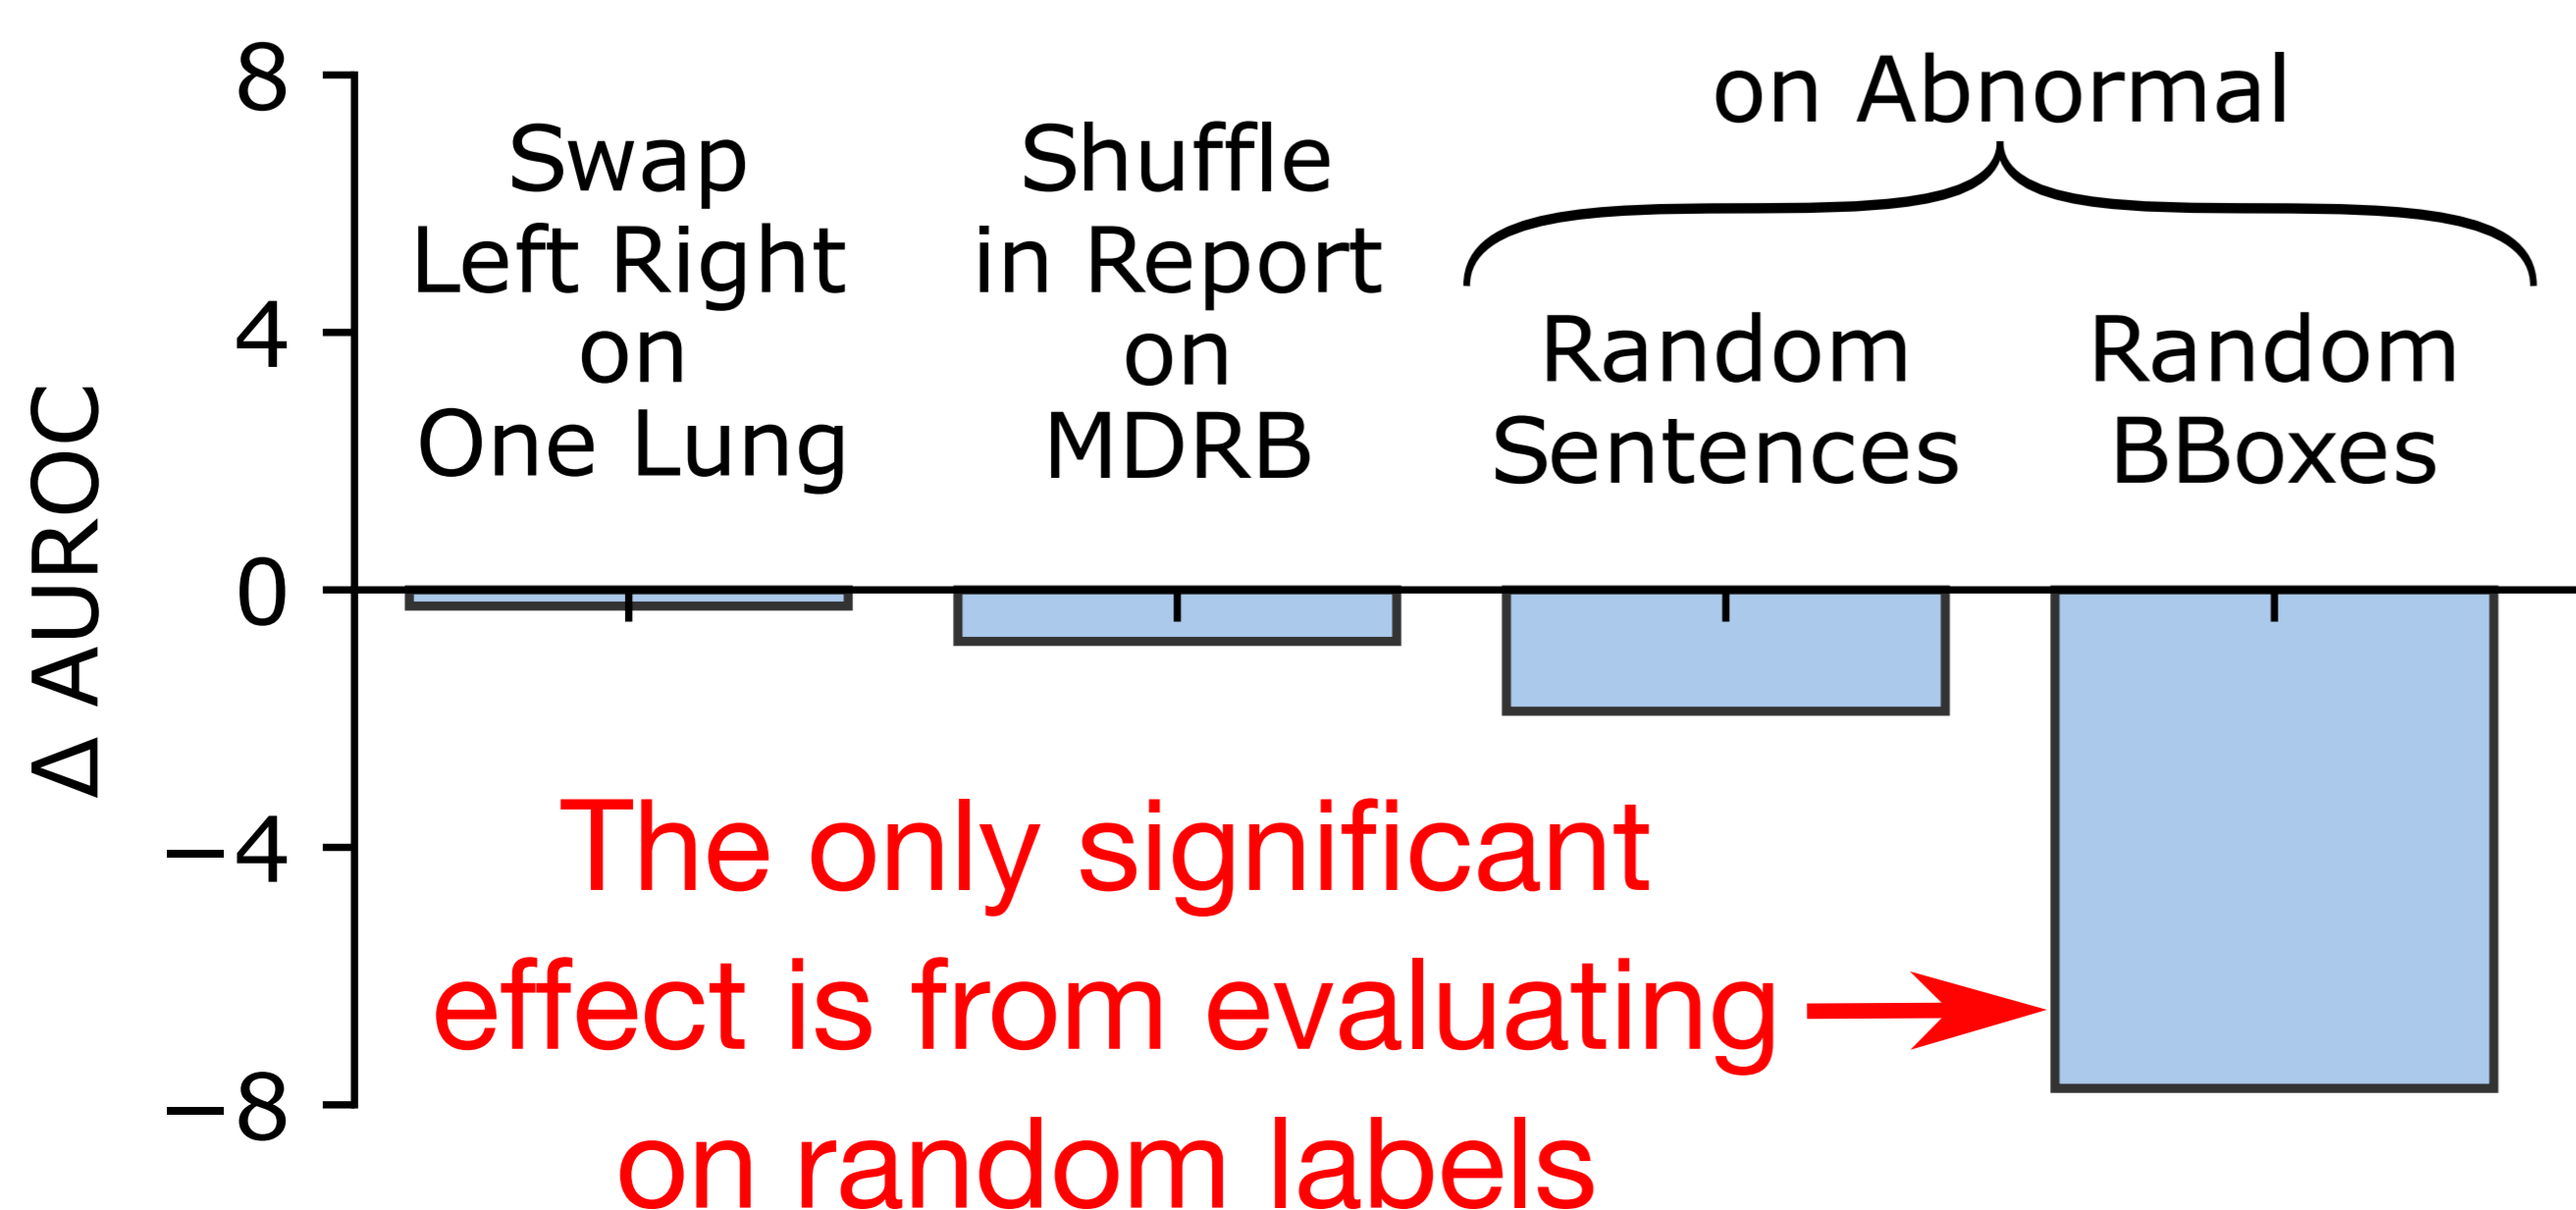 8
4
0
−4
−8
Δ AUROC
Swap
Left Right
on
One Lung
Shuffle
in Report
on
MDRB
on Abnormal
Random
Sentences
Random
BBoxes
The only significant
effect is from evaluating
on random labels